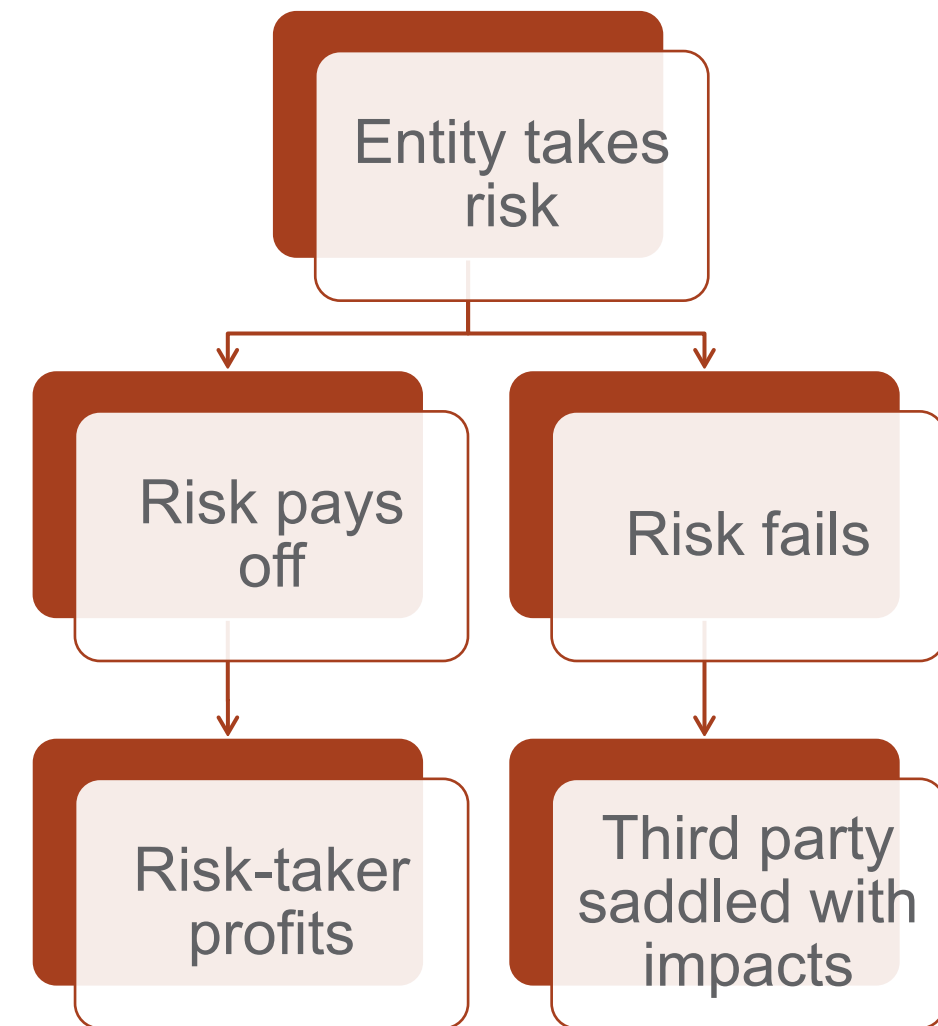 Entity takes
risk
Risk pays
off
Risk fails
Risk-taker
profits
Third party
saddled with
impacts